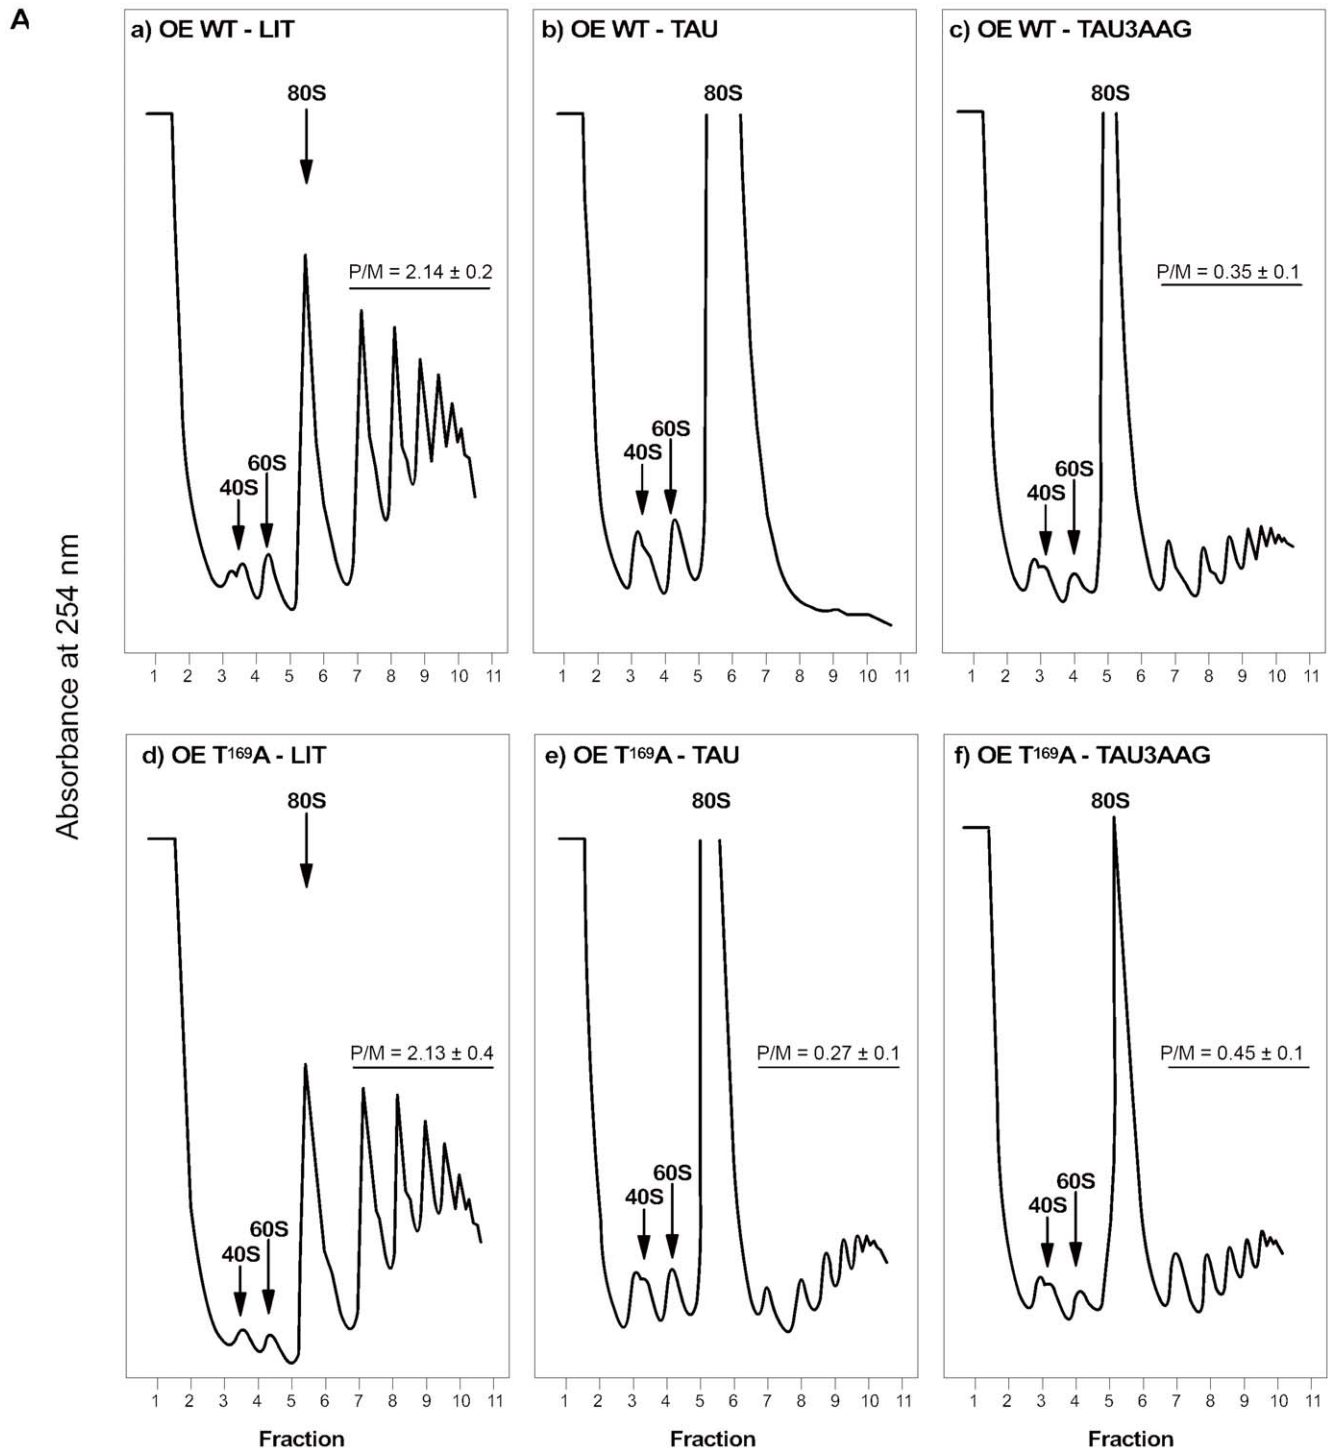 A
a) OE WT - LIT
80S
P/M = 2.14 ± 0.2
60S
40S
1 2 3 4 5 6 7 8 9 10 11
b) OE WT - TAU
80S
60S
40S
1 2 3 4 5 6 7 8 9 10 11
c) OE WT - TAU3AAG
80S
P/M = 0.35 ± 0.1
60S
40S
1 2 3 4 5 6 7 8 9 10 11
Absorbance at 254 nm
d) OE T¹⁶⁹A - LIT
80S
P/M = 2.13 ± 0.4
60S
40S
1 2 3 4 5 6 7 8 9 10 11
Fraction
e) OE T¹⁶⁹A - TAU
80S
P/M = 0.27 ± 0.1
60S
40S
1 2 3 4 5 6 7 8 9 10 11
Fraction
f) OE T¹⁶⁹A - TAU3AAG
80S
P/M = 0.45 ± 0.1
60S
40S
1 2 3 4 5 6 7 8 9 10 11
Fraction